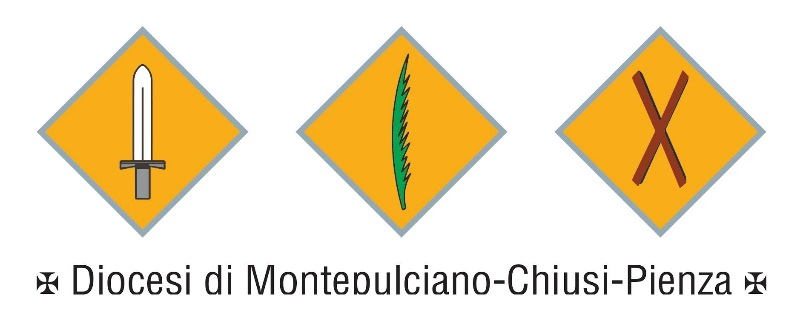 ✠ Diocesi di Montepulciano-Chiusi-Pienza ✠